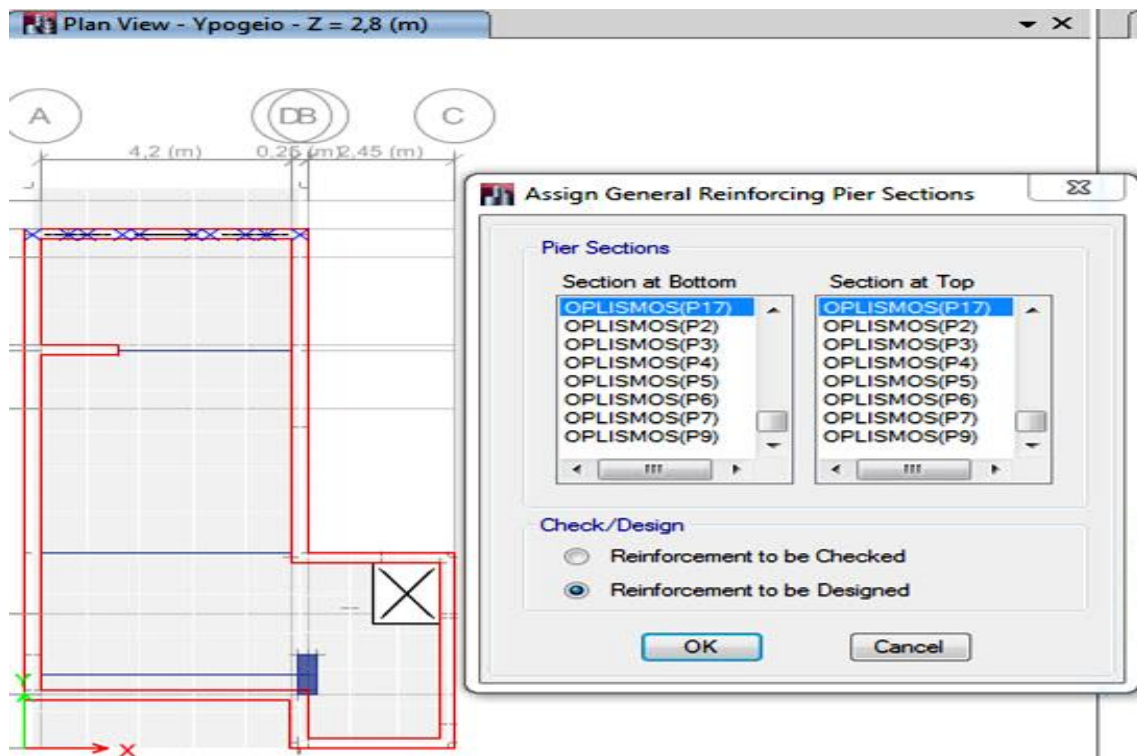 Plan View - Ypogeio - Z = 2,8 (m)
A
DB
C
4,2 (m)
0,25 (m)
2,45 (m)
Assign General Reinforcing Pier Sections
Pier Sections
Section at Bottom
OPLISMOS(P17)
OPLISMOS(P2)
OPLISMOS(P3)
OPLISMOS(P4)
OPLISMOS(P5)
OPLISMOS(P6)
OPLISMOS(P7)
OPLISMOS(P9)
Section at Top
OPLISMOS(P17)
OPLISMOS(P2)
OPLISMOS(P3)
OPLISMOS(P4)
OPLISMOS(P5)
OPLISMOS(P6)
OPLISMOS(P7)
OPLISMOS(P9)
Check/Design
Reinforcement to be Checked
Reinforcement to be Designed
OK
Cancel
Y
X